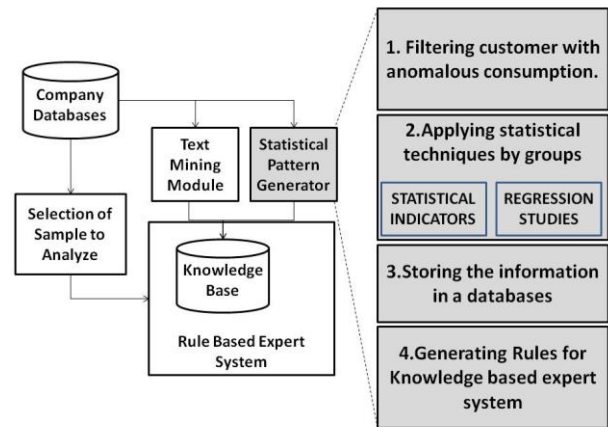 Company
Databases
Text
Mining
Module
Statistical
Pattern
Generator
Selection of
Sample to
Analyze
Knowledge
Base
Rule Based Expert
System
1. Filtering customer with
anomalous consumption.
2.Applying statistical
techniques by groups
STATISTICAL
INDICATORS
REGRESSION
STUDIES
3.Storing the information
in a databases
4.Generating Rules for
Knowledge based expert
system